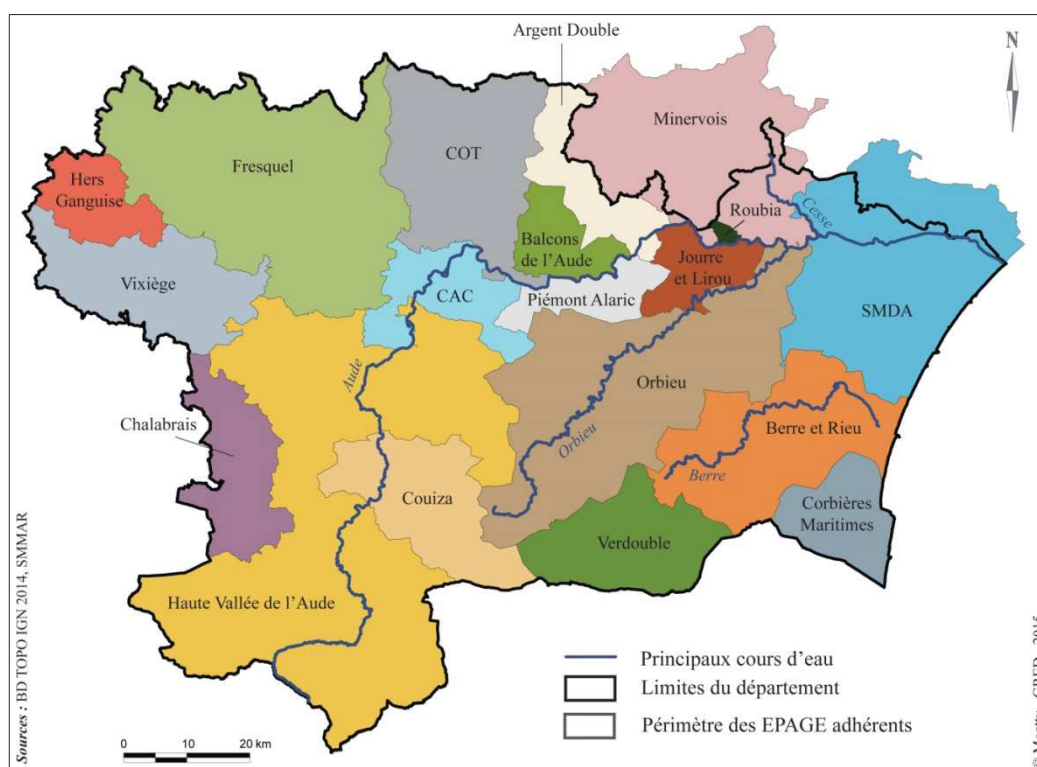 Argent Double
N
Minervois
COT
Fresquel
Hers
Ganguise
Cesse
Roubia
Balcons
de l'Aude
Jourre
et Lirou
Vixiège
CAC
Piémont Alaric
SMDA
Aude
Orbieu
Chalabrais
Berre et Rieu
Orbieu
Berre
Couiza
Corbières
Maritimes
Verdouble
Haute Vallée de l'Aude
Principaux cours d'eau
Limites du département
Périmètre des EPAGE adhérents
0 10 20 km
Sources : BD TOPO IGN 2014, SMMAR